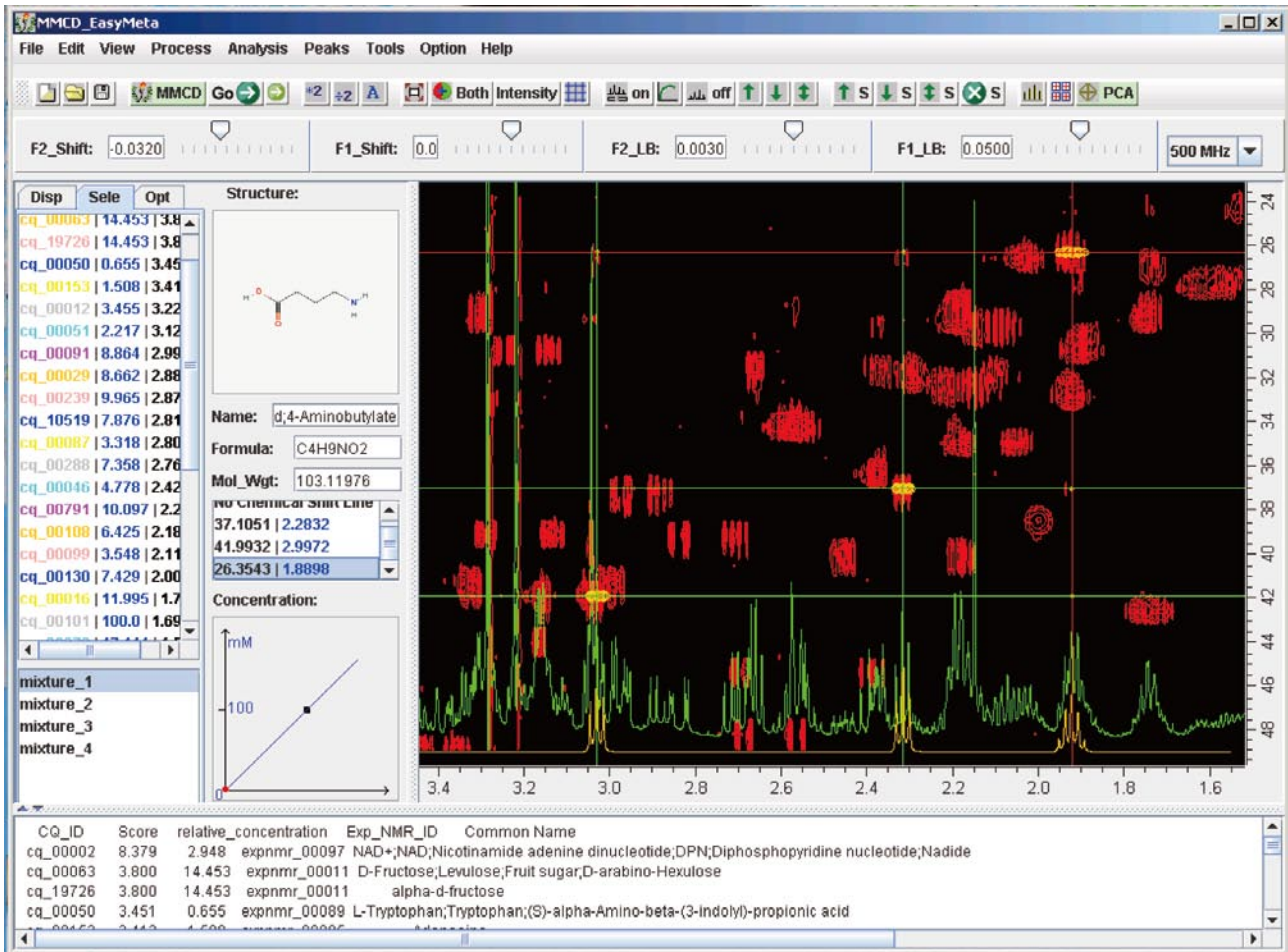 MMCD_EasyMeta
File Edit View Process Analysis Peaks Tools Option Help
MMCD Go *2 ÷2 A Both Intensity on off S S S S PCA
F2_Shift: -0.0320 F1_Shift: 0.0 F2_LB: 0.0030 F1_LB: 0.0500 500 MHz
Disp Sele Opt
cq_00063 | 14.453 | 3.8
cq_19726 | 14.453 | 3.8
cq_00050 | 0.655 | 3.45
cq_00153 | 1.508 | 3.41
cq_00012 | 3.455 | 3.22
cq_00051 | 2.217 | 3.12
cq_00091 | 8.864 | 2.99
cq_00029 | 8.662 | 2.88
cq_00239 | 9.965 | 2.87
cq_10519 | 7.876 | 2.81
cq_00087 | 3.318 | 2.80
cq_00288 | 7.358 | 2.76
cq_00046 | 4.778 | 2.42
cq_00791 | 10.097 | 2.2
cq_00108 | 6.425 | 2.18
cq_00099 | 3.548 | 2.11
cq_00130 | 7.429 | 2.00
cq_00016 | 11.995 | 1.7
cq_00101 | 100.0 | 1.69
mixture_1
mixture_2
mixture_3
mixture_4
Structure:
H O O N H H
Name: d;4-Aminobutylate
Formula: C4H9NO2
Mol_Wgt: 103.11976
No Chemical Shift Line
37.1051 | 2.2832
41.9932 | 2.9972
26.3543 | 1.8898
Concentration:
mM
100
0
24
26
28
30
32
34
36
38
40
42
44
46
48
3.4 3.2 3.0 2.8 2.6 2.4 2.2 2.0 1.8 1.6
CQ_ID Score relative_concentration Exp_NMR_ID Common Name
cq_00002 8.379 2.948 expnmr_00097 NAD+;NAD;Nicotinamide adenine dinucleotide;DPN;Diphosphopyridine nucleotide;Nadide
cq_00063 3.800 14.453 expnmr_00011 D-Fructose;Levulose;Fruit sugar;D-arabino-Hexulose
cq_19726 3.800 14.453 expnmr_00011 alpha-d-fructose
cq_00050 3.451 0.655 expnmr_00089 L-Tryptophan;Tryptophan;(S)-alpha-Amino-beta-(3-indolyl)-propionic acid